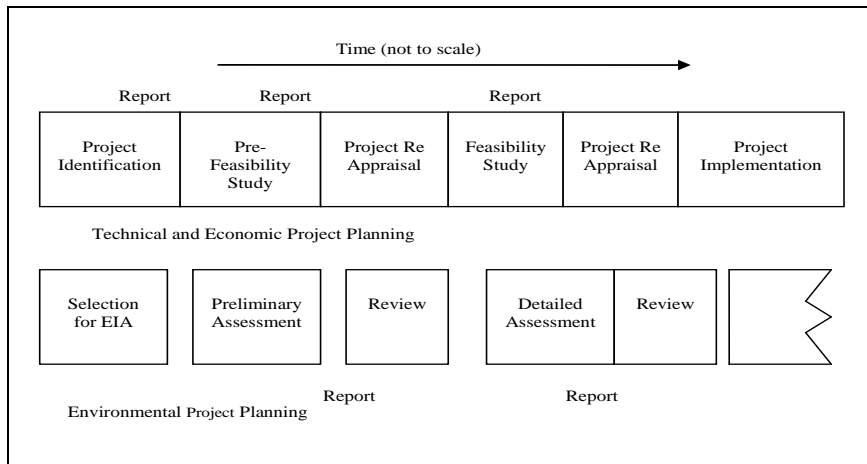 Time (not to scale)
Report Report Report
Project
Identification
Pre-
Feasibility
Study
Project Re
Appraisal
Feasibility
Study
Project Re
Appraisal
Project
Implementation
Technical and Economic Project Planning
Selection
for EIA
Preliminary
Assessment
Review
Detailed
Assessment
Review
Report Report
Environmental Project Planning